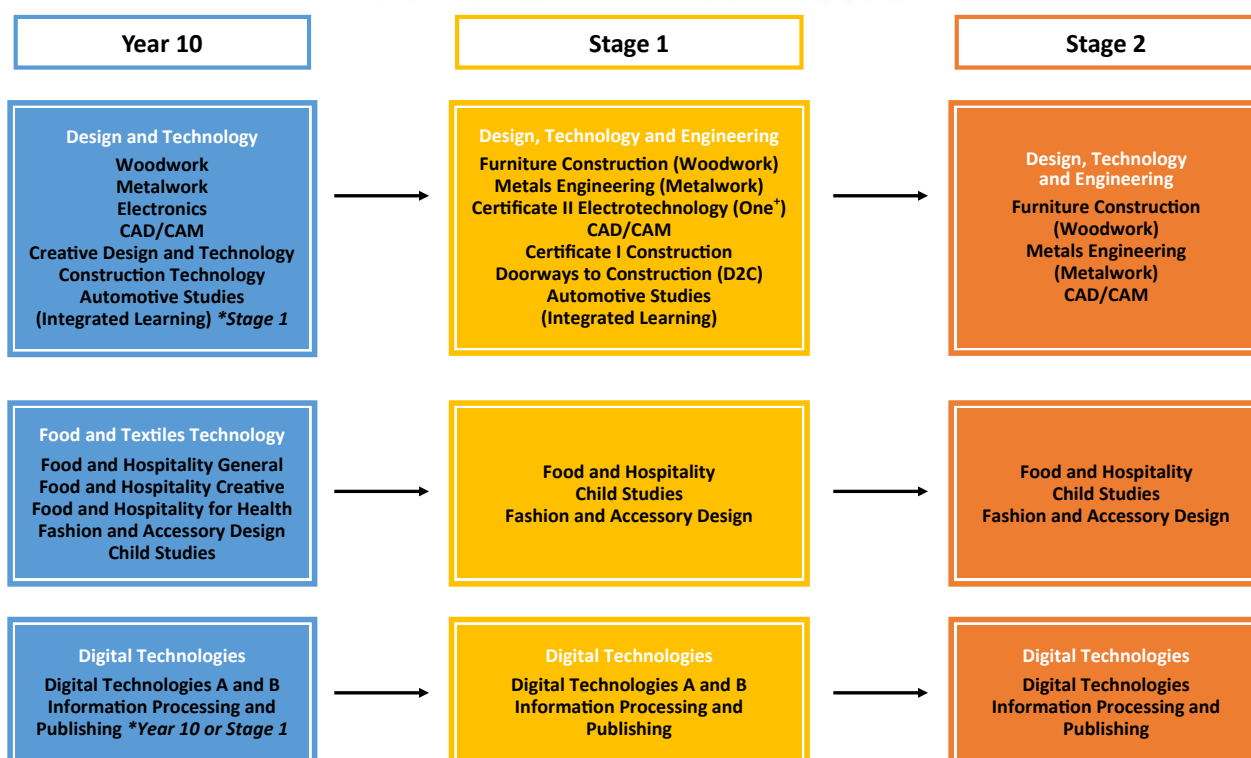 Year 10
Stage 1
Stage 2
Design and Technology
Woodwork
Metalwork
Electronics
CAD/CAM
Creative Design and Technology
Construction Technology
Automotive Studies
(Integrated Learning) *Stage 1
Design, Technology and Engineering
Furniture Construction (Woodwork)
Metals Engineering (Metalwork)
Certificate II Electrotechnology (One⁺)
CAD/CAM
Certificate I Construction
Doorways to Construction (D2C)
Automotive Studies
(Integrated Learning)
Design, Technology
and Engineering
Furniture Construction
(Woodwork)
Metals Engineering
(Metalwork)
CAD/CAM
Food and Textiles Technology
Food and Hospitality General
Food and Hospitality Creative
Food and Hospitality for Health
Fashion and Accessory Design
Child Studies
Food and Hospitality
Child Studies
Fashion and Accessory Design
Food and Hospitality
Child Studies
Fashion and Accessory Design
Digital Technologies
Digital Technologies A and B
Information Processing and
Publishing *Year 10 or Stage 1
Digital Technologies
Digital Technologies A and B
Information Processing and
Publishing
Digital Technologies
Digital Technologies
Information Processing and
Publishing